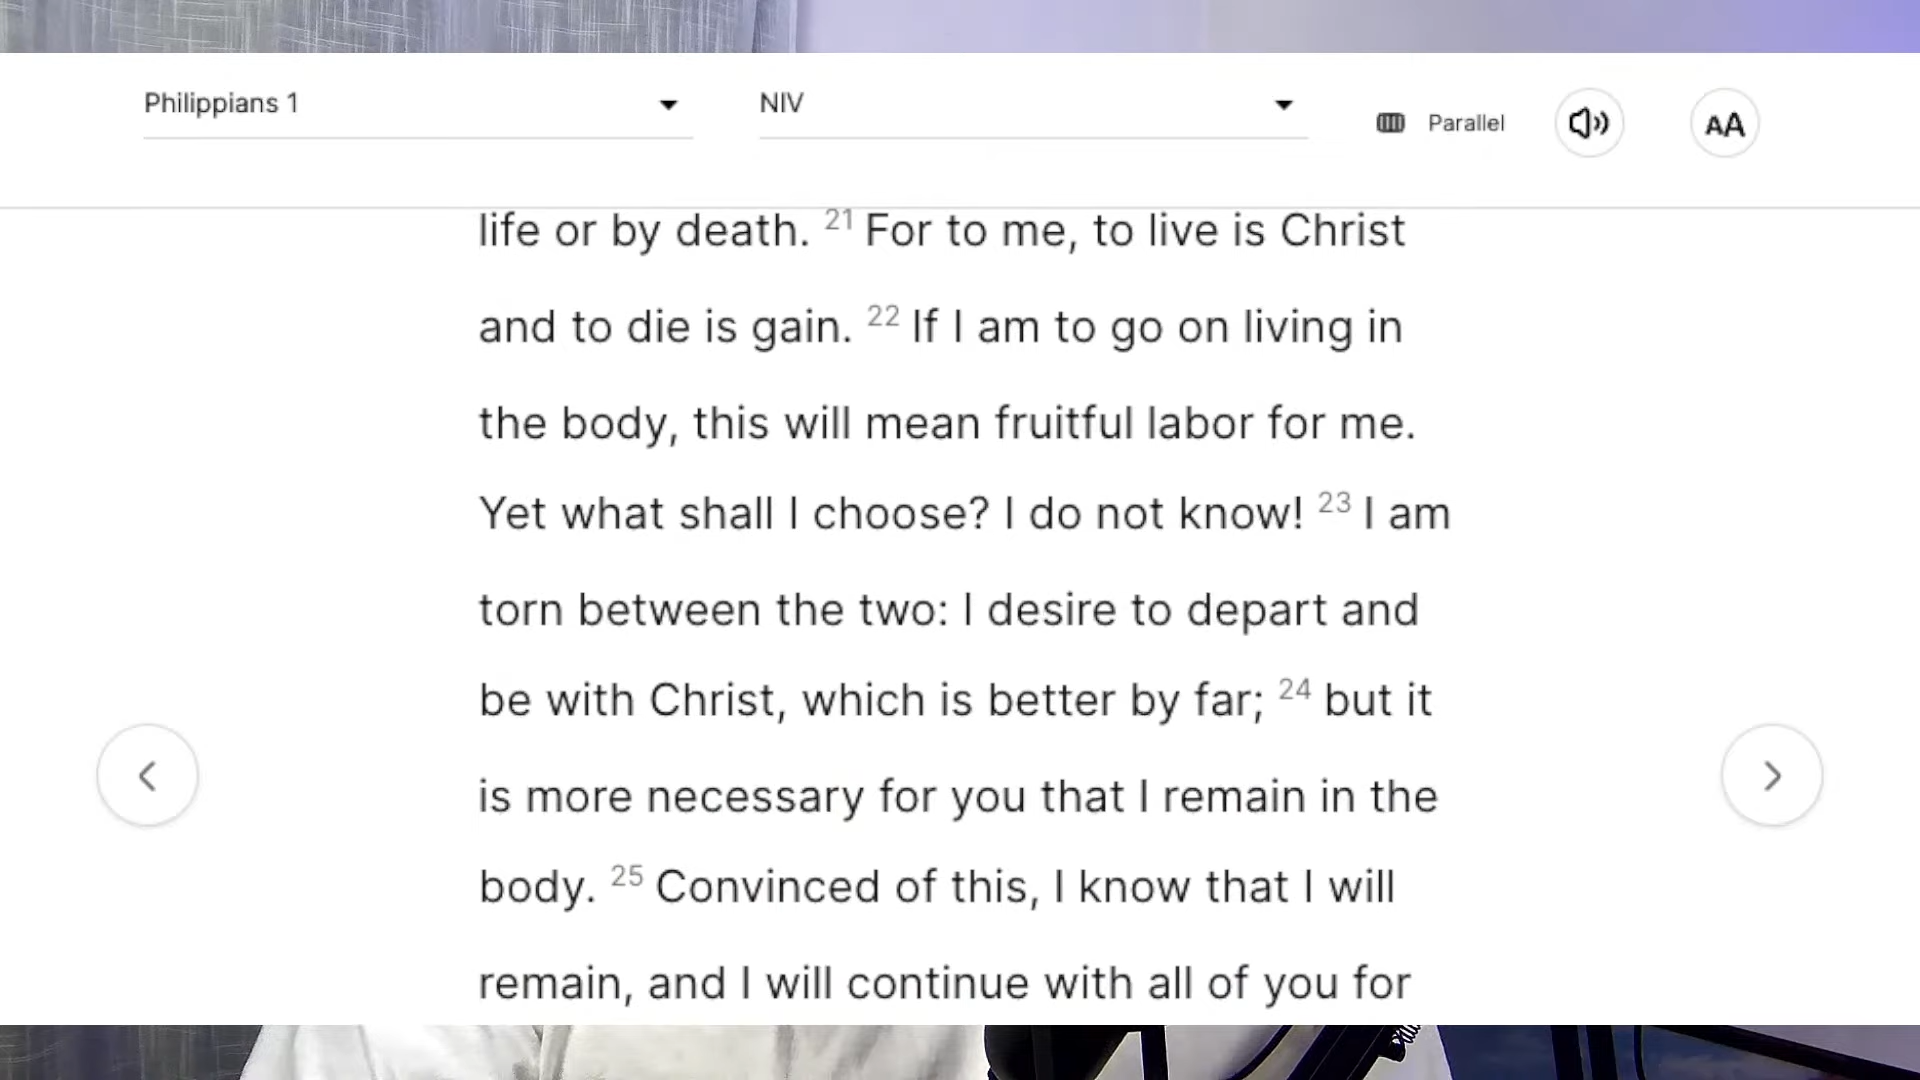 Philippians 1
NIV
Parallel
AA
life or by death. 21 For to me, to live is Christ
and to die is gain. 22 If I am to go on living in
the body, this will mean fruitful labor for me.
Yet what shall I choose? I do not know! 23 I am
torn between the two: I desire to depart and
be with Christ, which is better by far; 24 but it
is more necessary for you that I remain in the
body. 25 Convinced of this, I know that I will
remain, and I will continue with all of you for